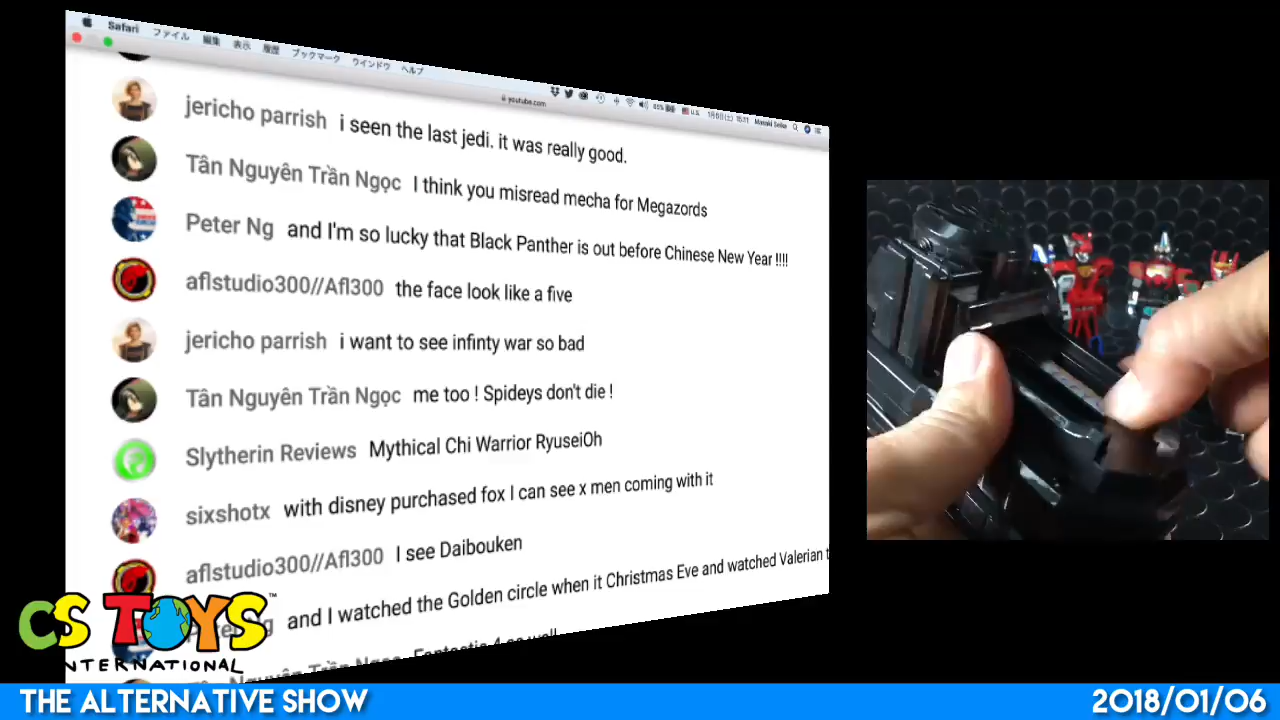 Safari ファイル 編集 表示 履歴 ブックマーク ウインドウ ヘルプ
youtube.com
jericho parrish i seen the last jedi. it was really good.
Tân Nguyên Trần Ngọc I think you misread mecha for Megazords
Peter Ng and I'm so lucky that Black Panther is out before Chinese New Year !!!!
aflstudio300//Afl300 the face look like a five
jericho parrish i want to see infinty war so bad
Tân Nguyên Trần Ngọc me too ! Spideys don't die !
Slytherin Reviews Mythical Chi Warrior RyuseiOh
sixshotx with disney purchased fox I can see x men coming with it
aflstudio300//Afl300 I see Daibouken
and I watched the Golden circle when it Christmas Eve and watched Valerian
Fantastic 4 as well
CS TOYS™
INTERNATIONAL
THE ALTERNATIVE SHOW
2018/01/06